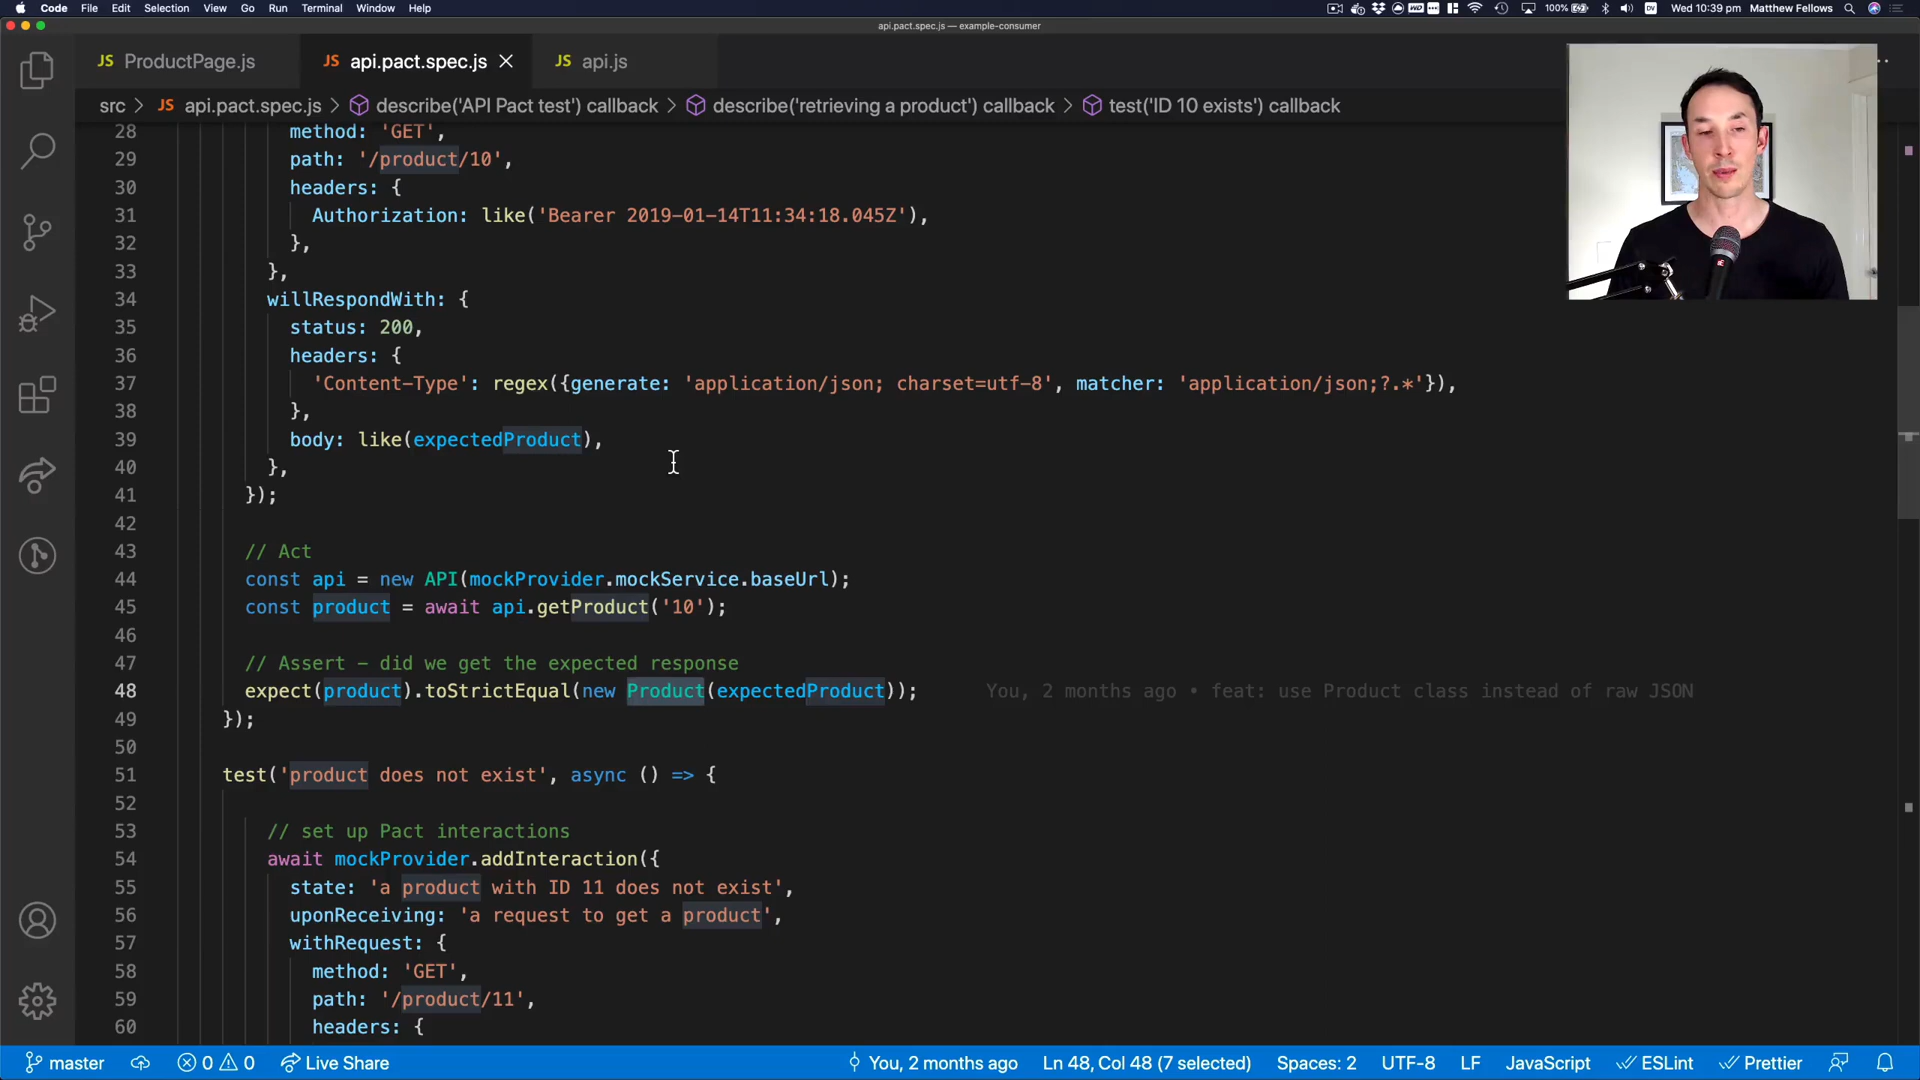 Code File Edit Selection View Go Run Terminal Window Help 100% Wed 10:39 pm Matthew Fellows
api.pact.spec.js — example-consumer
JS ProductPage.js JS api.pact.spec.js JS api.js
src > JS api.pact.spec.js > describe('API Pact test') callback > describe('retrieving a product') callback > test('ID 10 exists') callback
28 method: 'GET',
29 path: '/product/10',
30 headers: {
31 Authorization: like('Bearer 2019-01-14T11:34:18.045Z'),
32 },
33 },
34 willRespondWith: {
35 status: 200,
36 headers: {
37 'Content-Type': regex({generate: 'application/json; charset=utf-8', matcher: 'application/json;?.*'}),
38 },
39 body: like(expectedProduct),
40 },
41 });
42
43 // Act
44 const api = new API(mockProvider.mockService.baseUrl);
45 const product = await api.getProduct('10');
46
47 // Assert - did we get the expected response
48 expect(product).toStrictEqual(new Product(expectedProduct)); You, 2 months ago • feat: use Product class instead of raw JSON
49 });
50
51 test('product does not exist', async () => {
52
53 // set up Pact interactions
54 await mockProvider.addInteraction({
55 state: 'a product with ID 11 does not exist',
56 uponReceiving: 'a request to get a product',
57 withRequest: {
58 method: 'GET',
59 path: '/product/11',
60 headers: {
master 0 0 Live Share You, 2 months ago Ln 48, Col 48 (7 selected) Spaces: 2 UTF-8 LF JavaScript ESLint Prettier